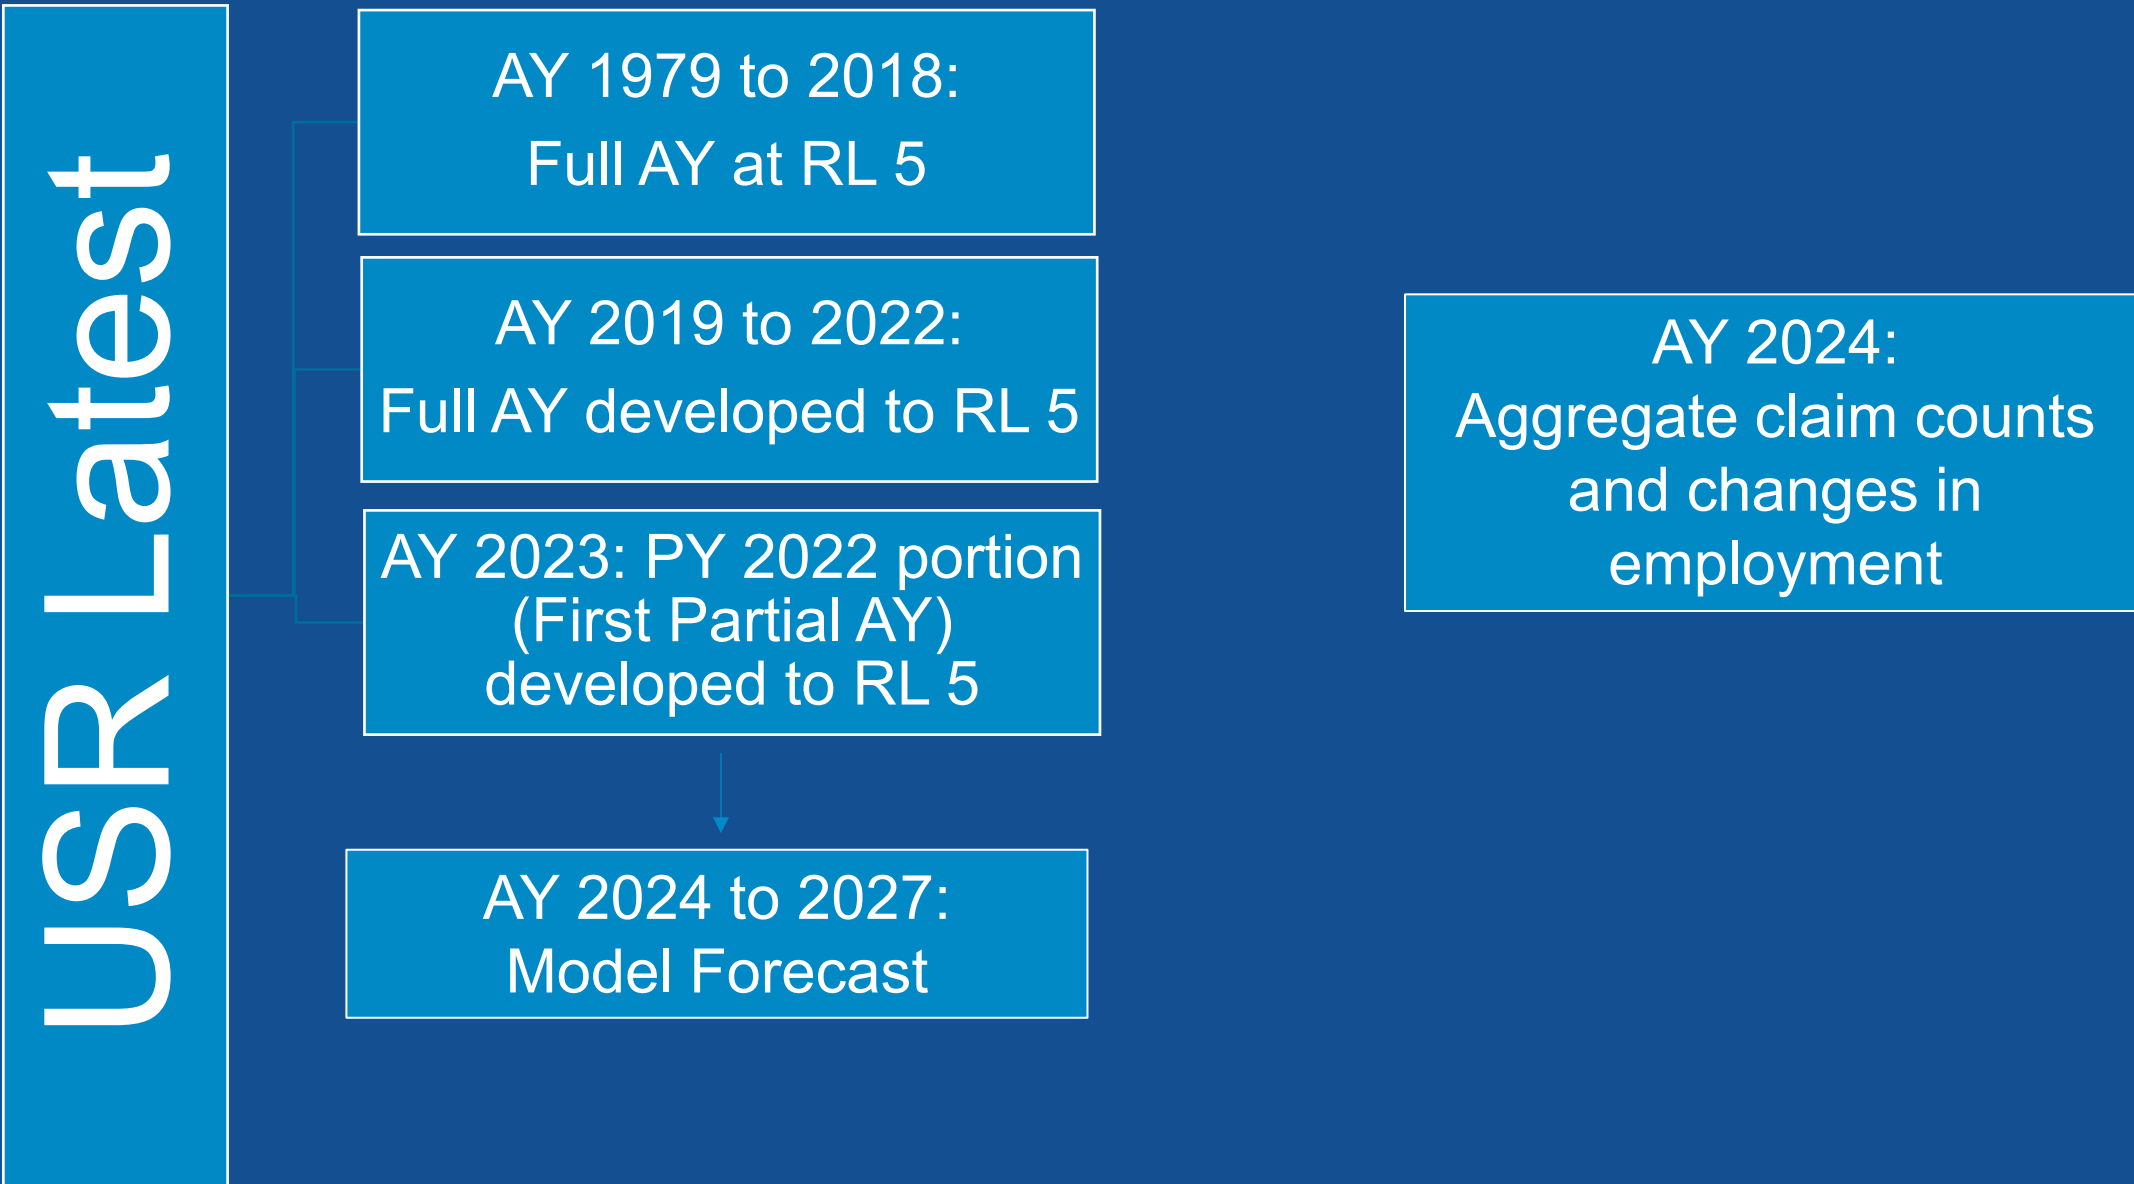 USR Latest
AY 1979 to 2018:
Full AY at RL 5
AY 2019 to 2022:
Full AY developed to RL 5
AY 2023: PY 2022 portion
(First Partial AY)
developed to RL 5
AY 2024 to 2027:
Model Forecast
AY 2024:
Aggregate claim counts
and changes in
employment